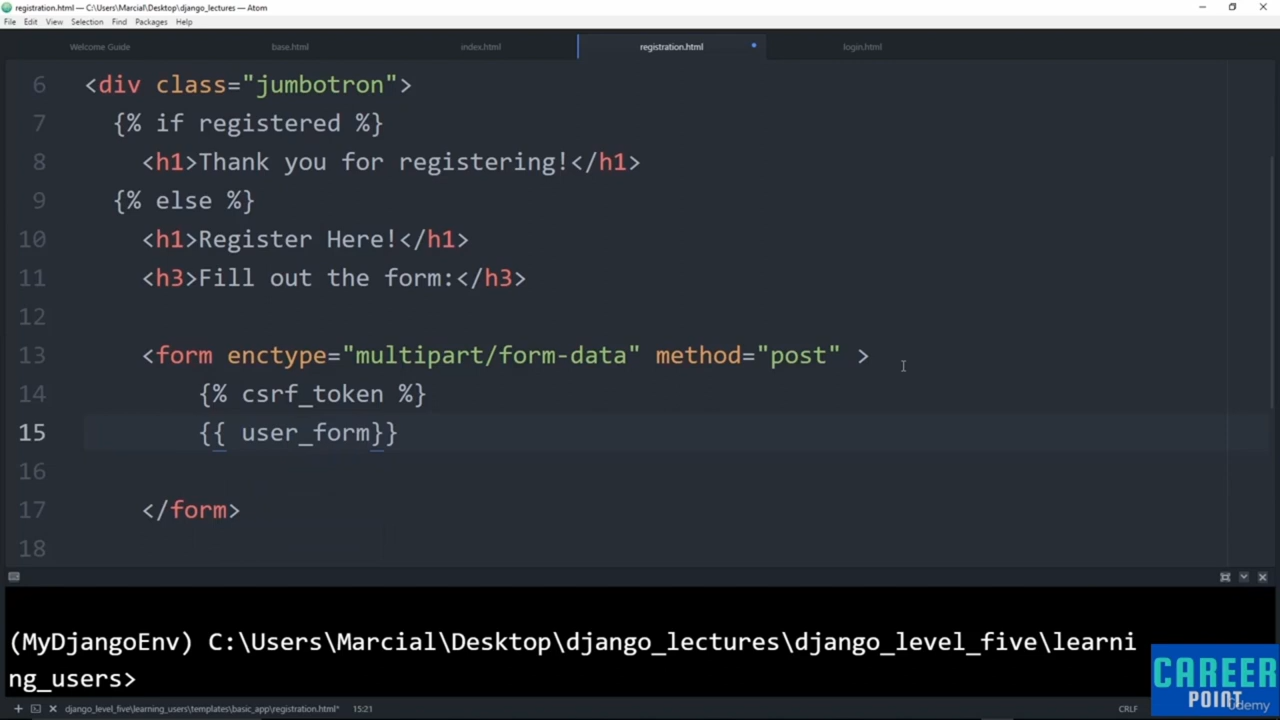 registration.html — C:\Users\Marcial\Desktop\django_lectures — Atom
File Edit View Selection Find Packages Help
Welcome Guide base.html index.html registration.html login.html
6 <div class="jumbotron">
7 {% if registered %}
8 <h1>Thank you for registering!</h1>
9 {% else %}
10 <h1>Register Here!</h1>
11 <h3>Fill out the form:</h3>
12
13 <form enctype="multipart/form-data" method="post" >
14 {% csrf_token %}
15 {{ user_form}}
16
17 </form>
18
(MyDjangoEnv) C:\Users\Marcial\Desktop\django_lectures\django_level_five\learni
ng_users>
django_level_five\learning_users\templates\basic_app\registration.html* 15:21 CRLF
CAREER
POINT
Udemy